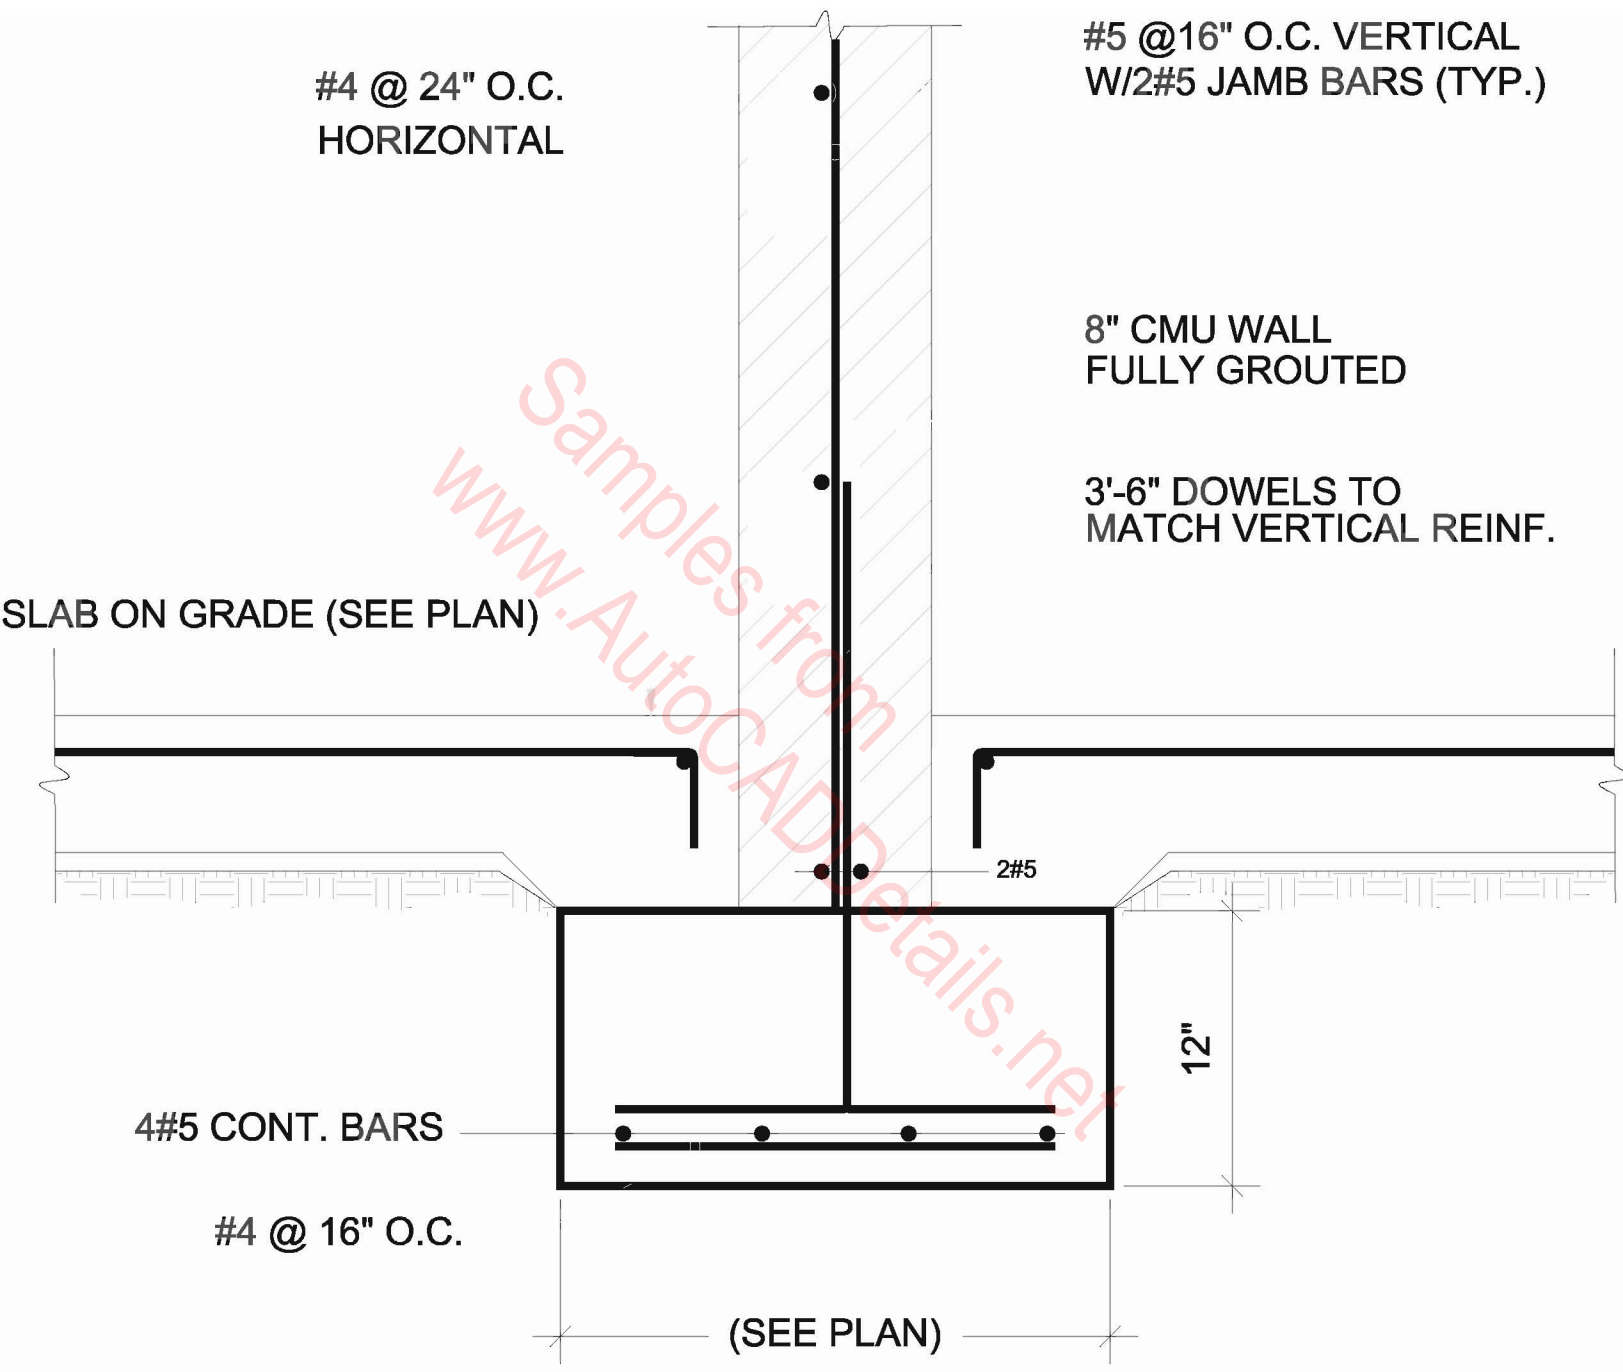 #4 @ 24" O.C.
HORIZONTAL
#5 @16" O.C. VERTICAL
W/2#5 JAMB BARS (TYP.)
8" CMU WALL
FULLY GROUTED
3'-6" DOWELS TO
MATCH VERTICAL REINF.
SLAB ON GRADE (SEE PLAN)
Samples from
www.AutoCADDetails.net
2#5
12"
4#5 CONT. BARS
#4 @ 16" O.C.
(SEE PLAN)